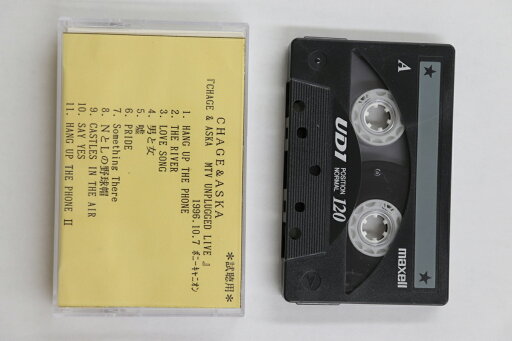 ＊試聴用＊
CHAGE&ASKA
『CHAGE & ASKA MTV UNPLUGGED LIVE』
1996.10.7 ポニーキャニオン
1. HANG UP THE PHONE
2. THE RIVER
3. LOVE SONG
4. 男と女
5. 嘘
6. PRIDE
7. Something There
8. NとLの野球帽
9. CASTLES IN THE AIR
10. SAY YES
11. HANG UP THE PHONE Ⅱ
A
UDI POSITION NORMAL 120
maxell